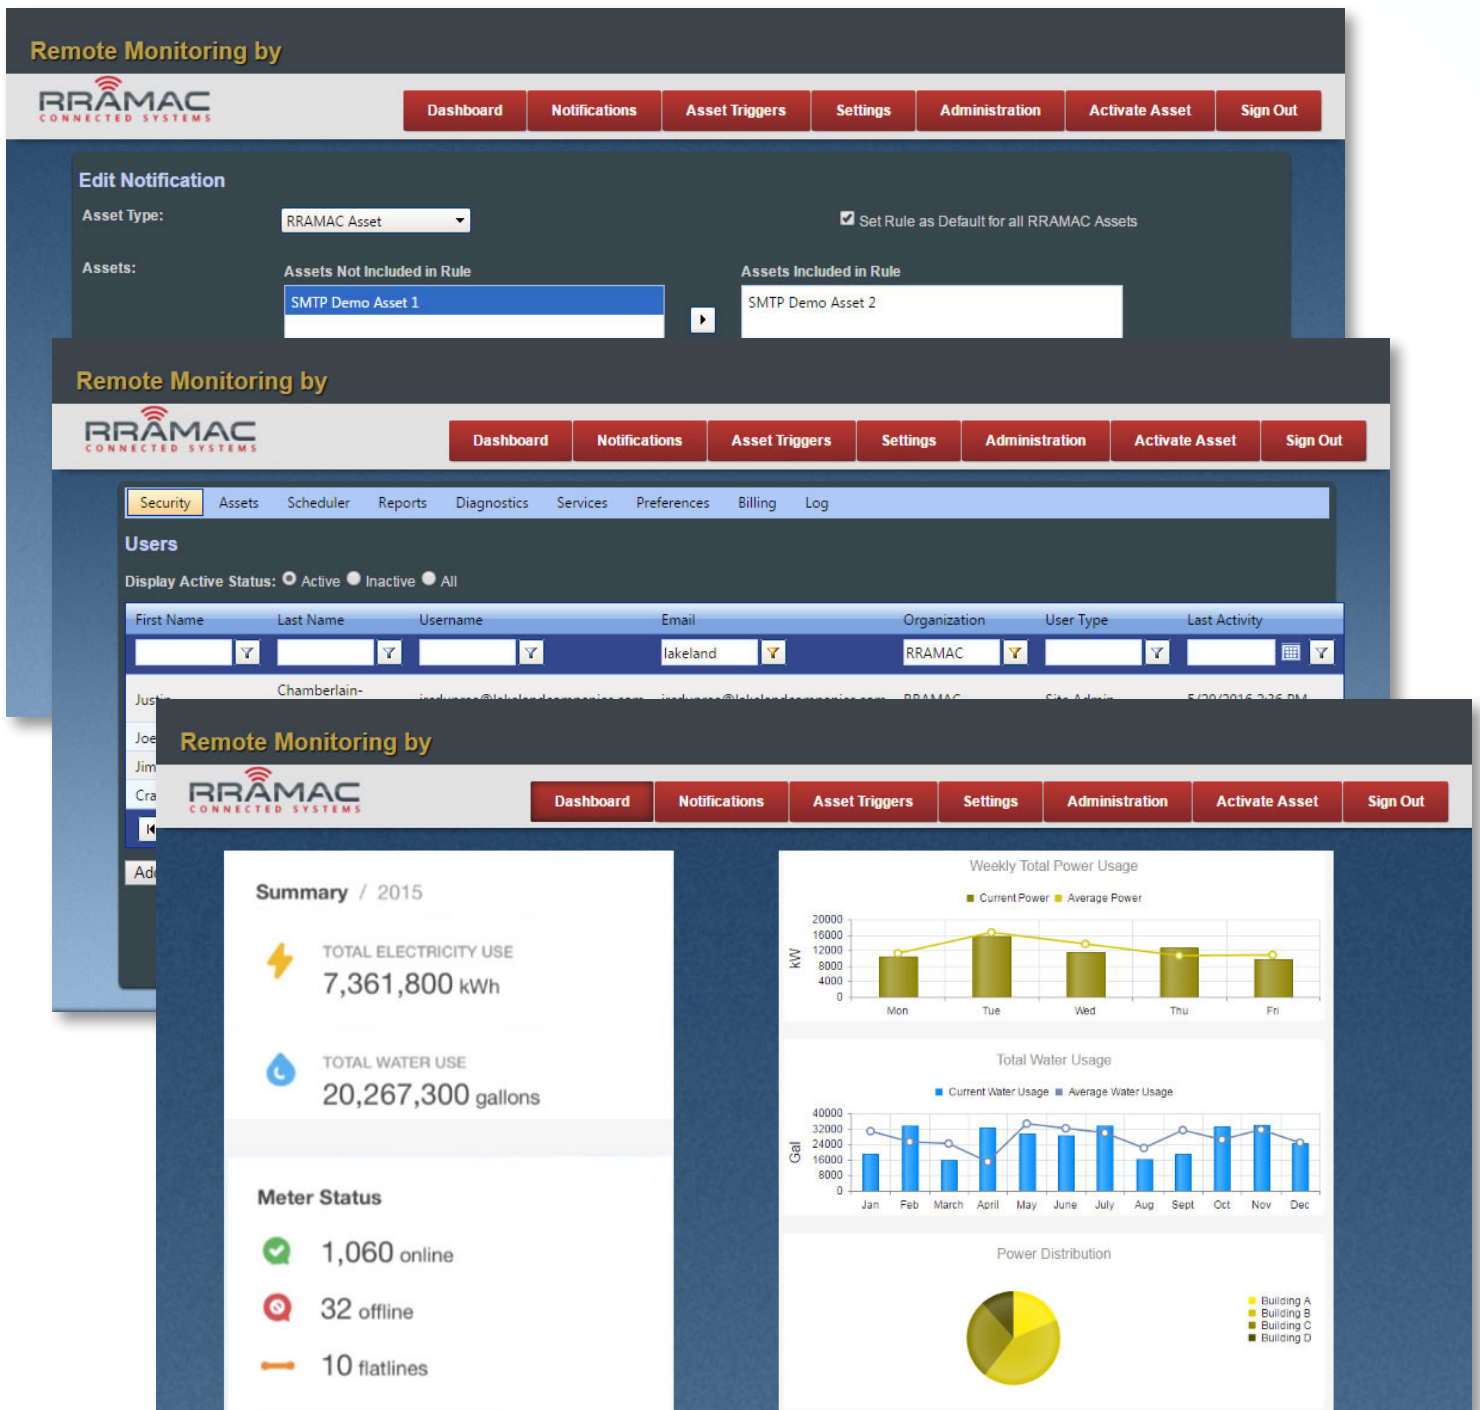 Remote Monitoring by
RRAMAC
CONNECTED SYSTEMS
Dashboard Notifications Asset Triggers Settings Administration Activate Asset Sign Out
Edit Notification
Asset Type: RRAMAC Asset Set Rule as Default for all RRAMAC Assets
Assets: Assets Not Included in Rule Assets Included in Rule
SMTP Demo Asset 1 SMTP Demo Asset 2
Remote Monitoring by
RRAMAC
CONNECTED SYSTEMS
Dashboard Notifications Asset Triggers Settings Administration Activate Asset Sign Out
Security Assets Scheduler Reports Diagnostics Services Preferences Billing Log
Users
Display Active Status: Active Inactive All
First Name Last Name Username Email Organization User Type Last Activity
lakeland RRAMAC
Chamberlain-
Justin RRAMAC Site Admin
Joe
Jim
Remote Monitoring by
RRAMAC
CONNECTED SYSTEMS
Dashboard Notifications Asset Triggers Settings Administration Activate Asset Sign Out
Summary / 2015
TOTAL ELECTRICITY USE
7,361,800 kWh
TOTAL WATER USE
20,267,300 gallons
Meter Status
1,060 online
32 offline
10 flatlines
Weekly Total Power Usage
Current Power Average Power
kW
20000
16000
12000
8000
4000
0
Mon Tue Wed Thu Fri
Total Water Usage
Current Water Usage Average Water Usage
Gal
40000
32000
24000
16000
8000
0
Jan Feb March April May June July Aug Sept Oct Nov Dec
Power Distribution
Building A
Building B
Building C
Building D